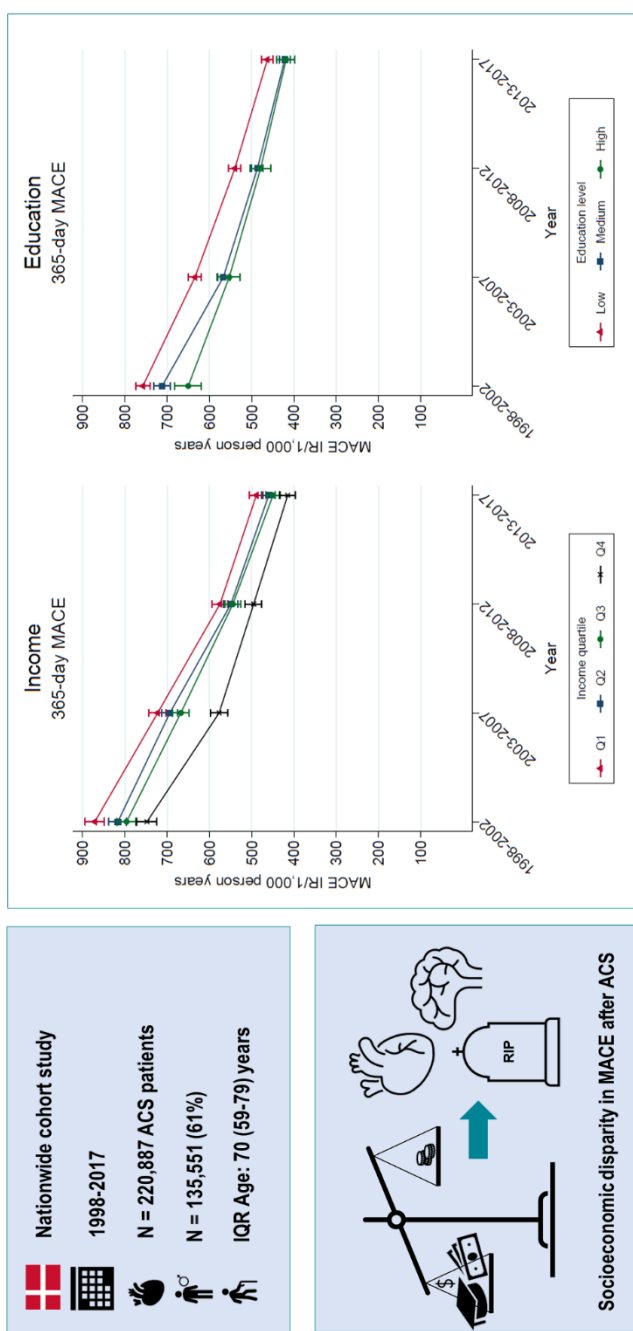 Nationwide cohort study
1998-2017
N = 220,887 ACS patients
N = 135,551 (61%)
IQR Age: 70 (59-79) years
$
RIP
Socioeconomic disparity in MACE after ACS
Income
365-day MACE
MACE IR/1,000 person years
900
800
700
600
500
400
300
200
100
1998-2002
2003-2007
2008-2012
2013-2017
Year
Income quartile
Q1 Q2 Q3 Q4
Education
365-day MACE
MACE IR/1,000 person years
900
800
700
600
500
400
300
200
100
1998-2002
2003-2007
2008-2012
2013-2017
Year
Education level
Low Medium High